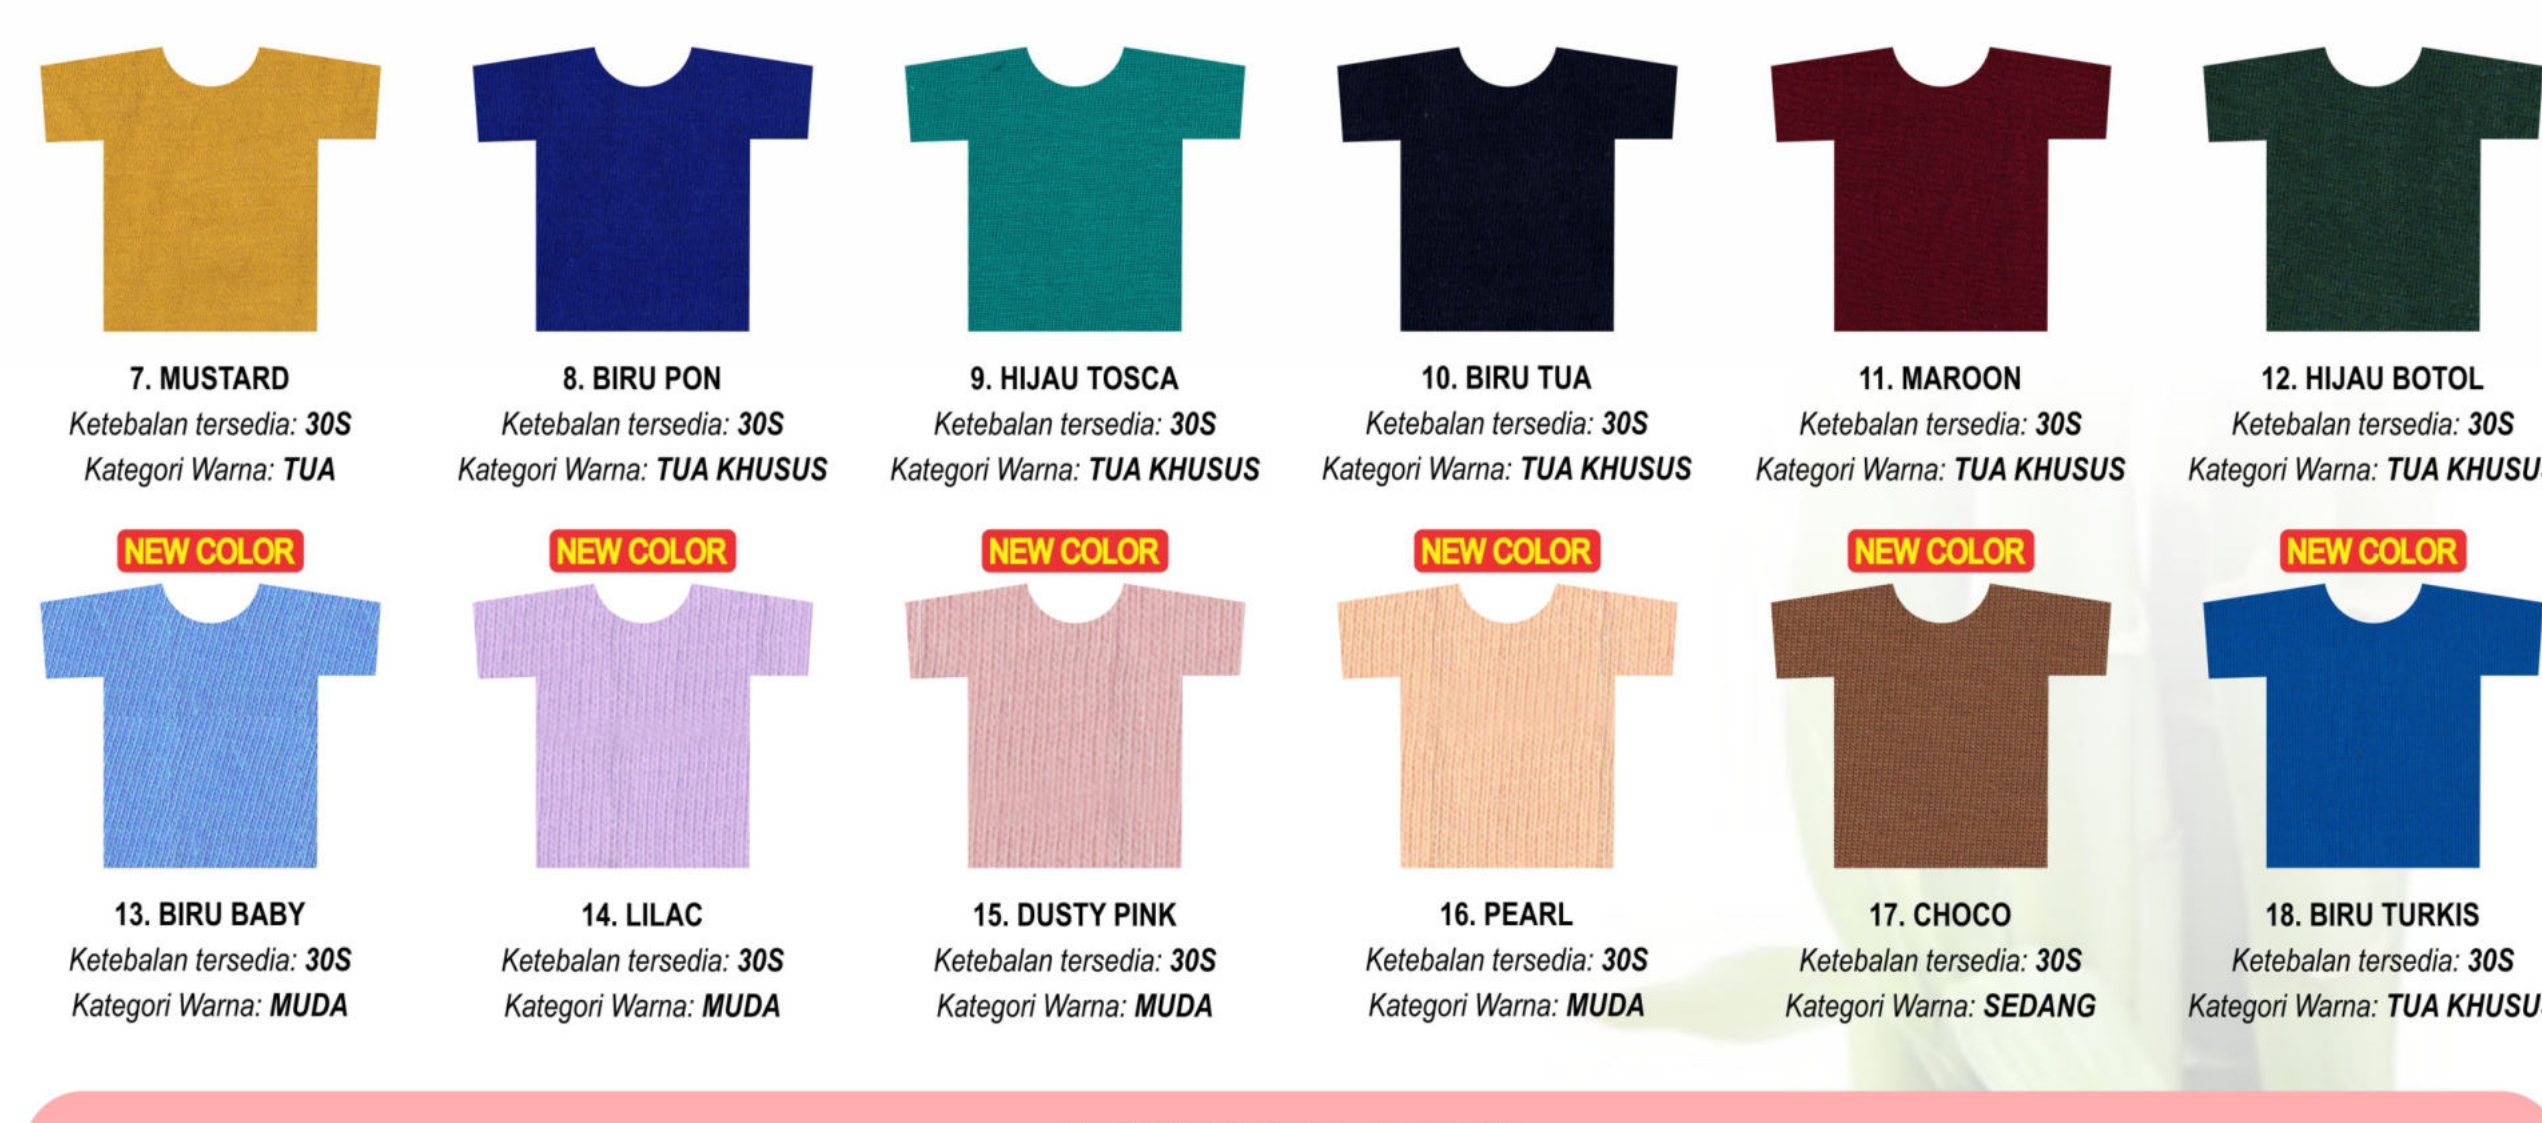 7. MUSTARD
Ketebalan tersedia: 30S
Kategori Warna: TUA
8. BIRU PON
Ketebalan tersedia: 30S
Kategori Warna: TUA KHUSUS
9. HIJAU TOSCA
Ketebalan tersedia: 30S
Kategori Warna: TUA KHUSUS
10. BIRU TUA
Ketebalan tersedia: 30S
Kategori Warna: TUA KHUSUS
11. MAROON
Ketebalan tersedia: 30S
Kategori Warna: TUA KHUSUS
12. HIJAU BOTOL
Ketebalan tersedia: 30S
Kategori Warna: TUA KHUSUS
NEW COLOR
13. BIRU BABY
Ketebalan tersedia: 30S
Kategori Warna: MUDA
NEW COLOR
14. LILAC
Ketebalan tersedia: 30S
Kategori Warna: MUDA
NEW COLOR
15. DUSTY PINK
Ketebalan tersedia: 30S
Kategori Warna: MUDA
NEW COLOR
16. PEARL
Ketebalan tersedia: 30S
Kategori Warna: MUDA
NEW COLOR
17. CHOCO
Ketebalan tersedia: 30S
Kategori Warna: SEDANG
NEW COLOR
18. BIRU TURKIS
Ketebalan tersedia: 30S
Kategori Warna: TUA KHUSUS